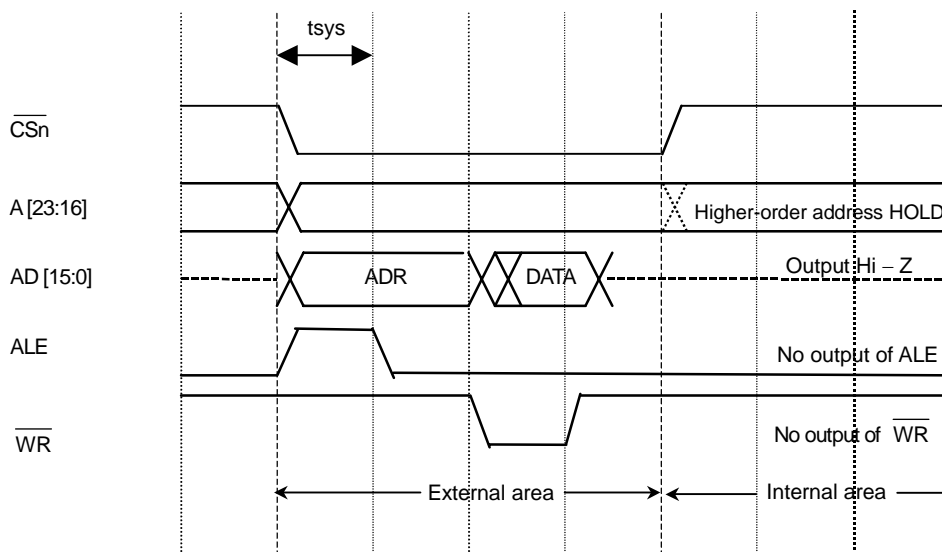 tsys
CSn
A [23:16]
Higher-order address HOLD
AD [15:0]
ADR
DATA
Output Hi – Z
ALE
No output of ALE
WR
No output of WR
External area
Internal area